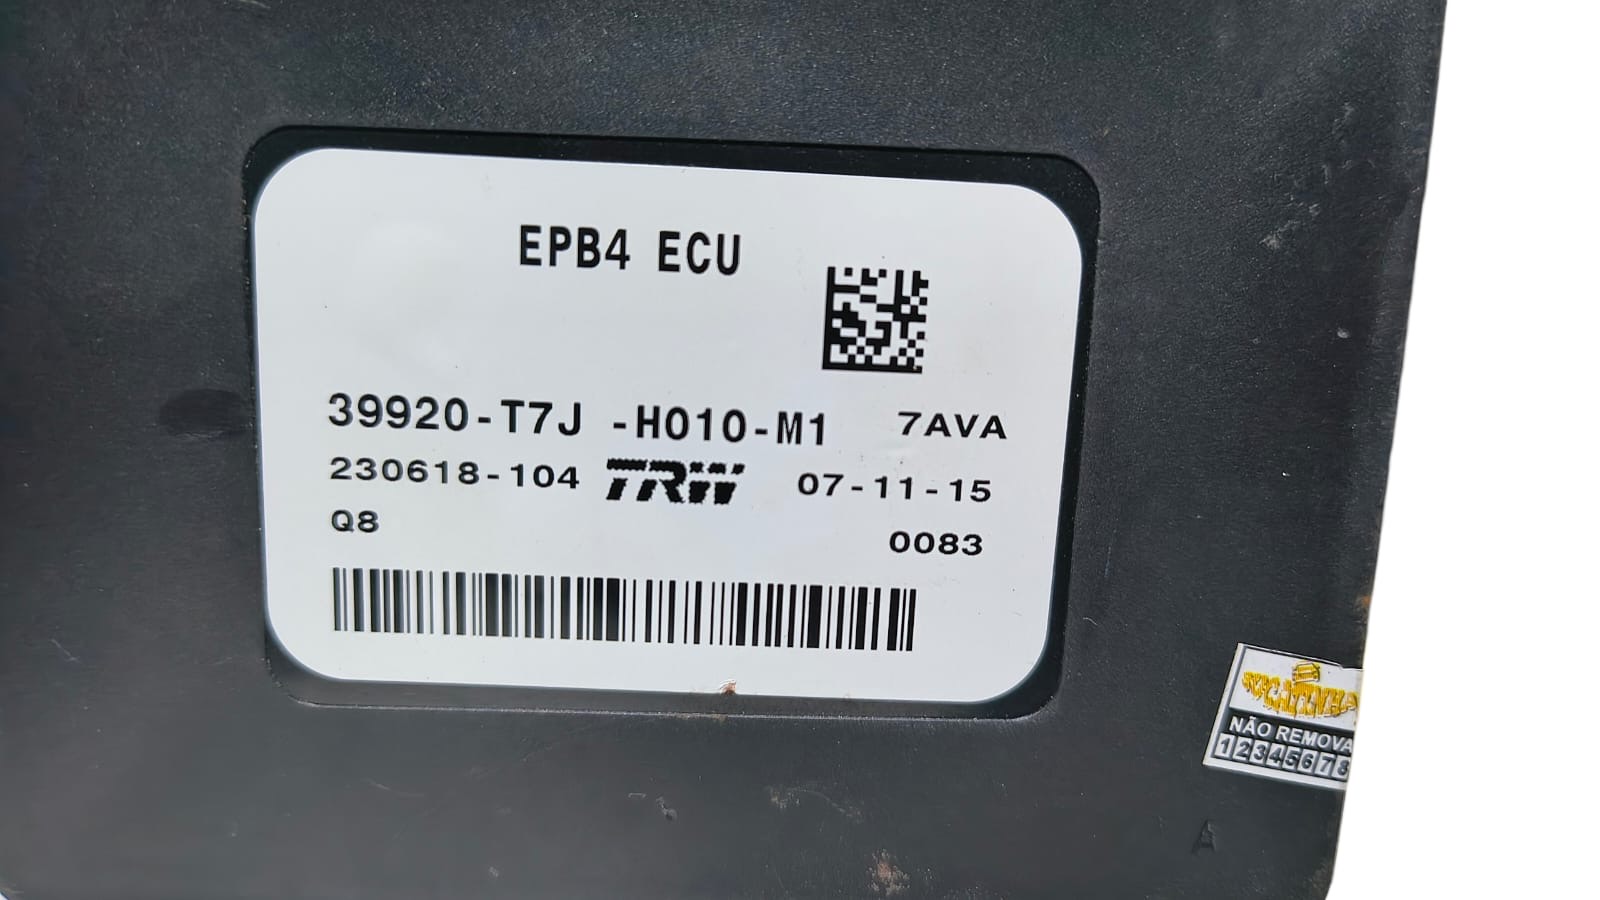 EPB4 ECU
39920-T7J -H010-M1 7AVA
230618-104 TRW 07-11-15
Q8 0083
NÃO REMOVA
12345678
A